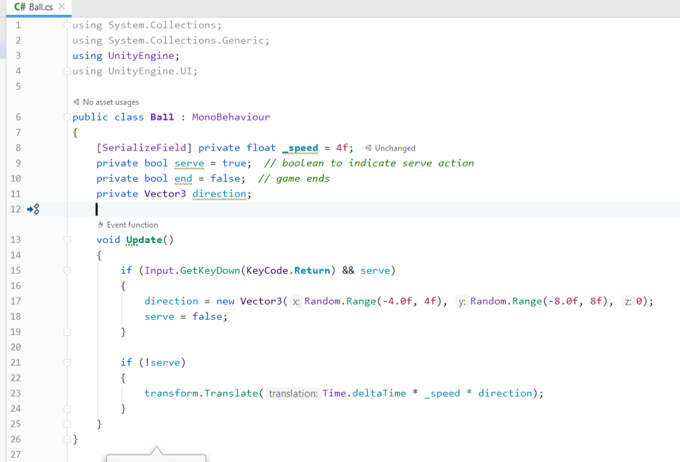 C# Ball.cs
1 using System.Collections;
2 using System.Collections.Generic;
3 using UnityEngine;
4 using UnityEngine.UI;
5
No asset usages
6 public class Ball : MonoBehaviour
7 {
8 [SerializeField] private float _speed = 4f; Unchanged
9 private bool serve = true; // boolean to indicate serve action
10 private bool end = false; // game ends
11 private Vector3 direction;
12
Event function
13 void Update()
14 {
15 if (Input.GetKeyDown(KeyCode.Return) && serve)
16 {
17 direction = new Vector3( x: Random.Range(-4.0f, 4f), y: Random.Range(-8.0f, 8f), z: 0);
18 serve = false;
19 }
20
21 if (!serve)
22 {
23 transform.Translate( translation: Time.deltaTime * _speed * direction);
24 }
25 }
26 }
27